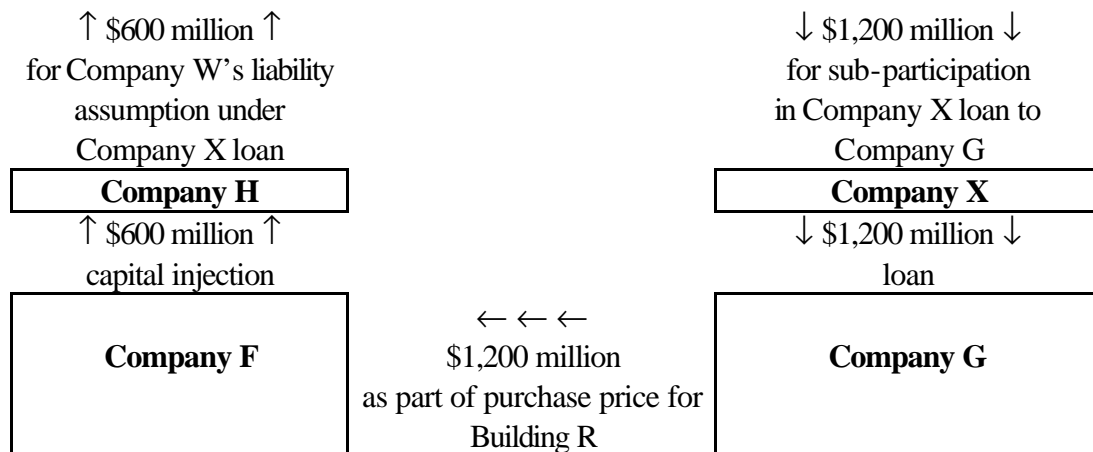 ↑ $600 million ↑
for Company W's liability
assumption under
Company X loan
Company H
↑ $600 million ↑
capital injection
Company F
← ← ←
$1,200 million
as part of purchase price for
Building R
↓ $1,200 million ↓
for sub-participation
in Company X loan to
Company G
Company X
↓ $1,200 million ↓
loan
Company G